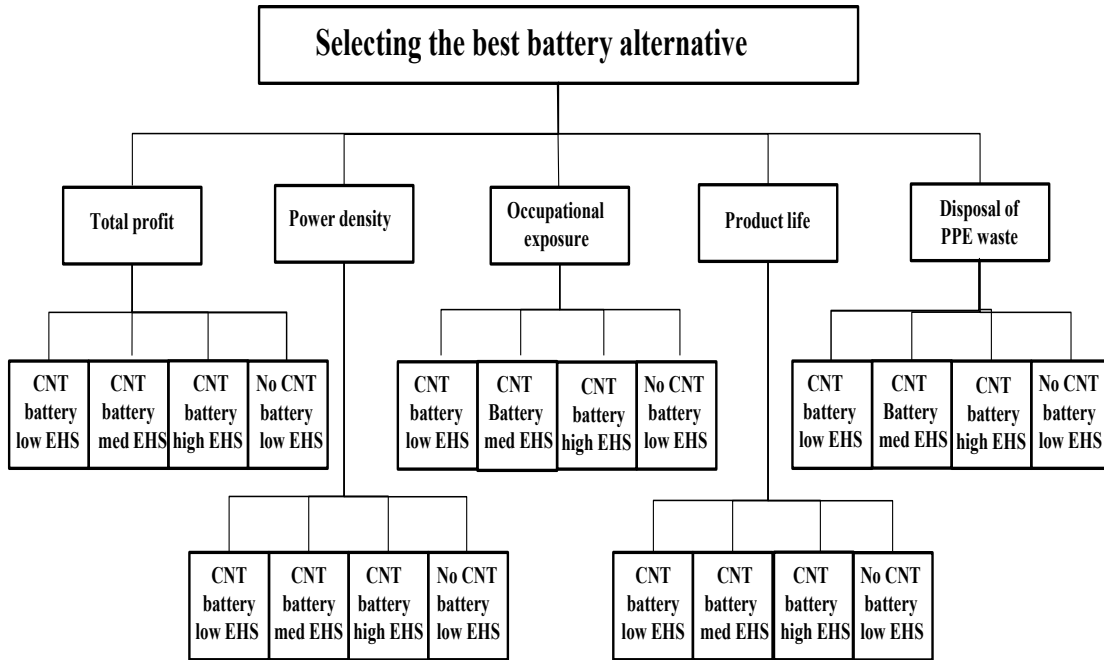 Selecting the best battery alternative
Total profit
Power density
Occupational
exposure
Product life
Disposal of
PPE waste
CNT
battery
low EHS
CNT
battery
med EHS
CNT
battery
high EHS
No CNT
battery
low EHS
CNT
battery
low EHS
CNT
Battery
med EHS
CNT
battery
high EHS
No CNT
battery
low EHS
CNT
battery
low EHS
CNT
Battery
med EHS
CNT
battery
high EHS
No CNT
battery
low EHS
CNT
battery
low EHS
CNT
battery
med EHS
CNT
battery
high EHS
No CNT
battery
low EHS
CNT
battery
low EHS
CNT
battery
med EHS
CNT
battery
high EHS
No CNT
battery
low EHS